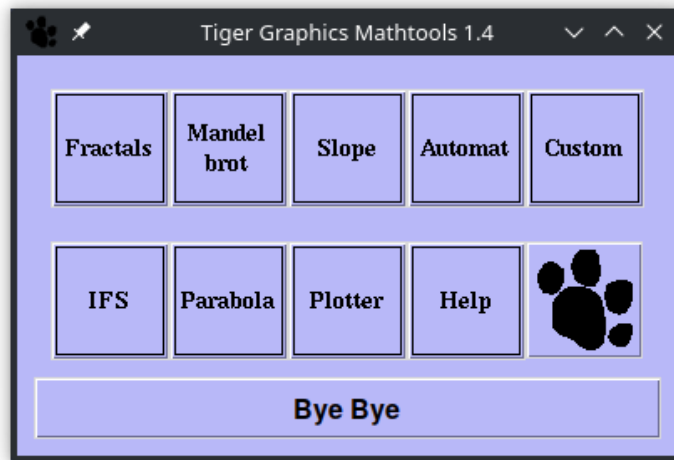 Tiger Graphics Mathtools 1.4
Fractals
Mandel
brot
Slope
Automat
Custom
IFS
Parabola
Plotter
Help
Bye Bye